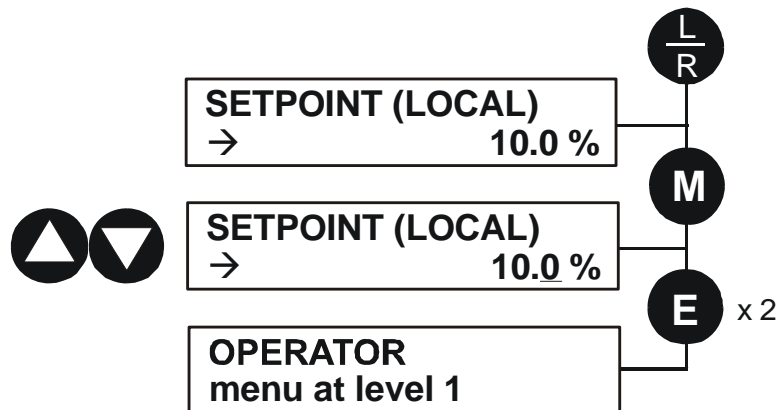 L
R
SETPOINT (LOCAL)
→ 10.0 %
M
SETPOINT (LOCAL)
→ 10.0 %
E x 2
OPERATOR
menu at level 1